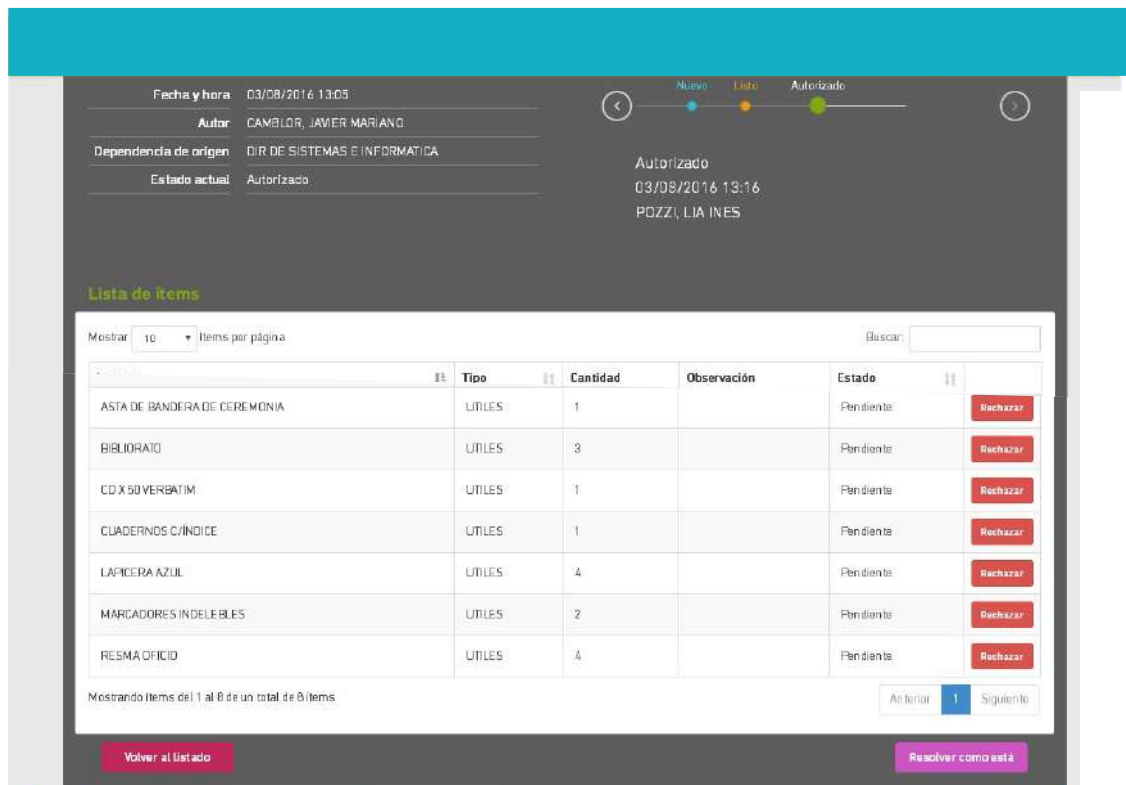 Fecha y hora 03/08/2016 13:05
Autor CAMBLOR, JAVIER MARIANO
Dependencia de origen DIR DE SISTEMAS E INFORMATICA
Estado actual Autorizado
Nuevo Listo Autorizado
Autorizado
03/08/2016 13:16
POZZI, LIA INES
Lista de ítems
Mostrar 10 Items por página Buscar:
Tipo Cantidad Observación Estado
ASTA DE BANDERA DE CEREMONIA UTILES 1 Pendiente Rechazar
BIBLIORATO UTILES 3 Pendiente Rechazar
CD X 50 VERBATIM UTILES 1 Pendiente Rechazar
CUADERNOS C/ÍNDICE UTILES 1 Pendiente Rechazar
LAPICERA AZUL UTILES 4 Pendiente Rechazar
MARCADORES INDELEBLES UTILES 2 Pendiente Rechazar
RESMA OFICIO UTILES 4 Pendiente Rechazar
Mostrando ítems del 1 al 8 de un total de 8 ítems Anterior 1 Siguiente
Volver al listado Resolver como está